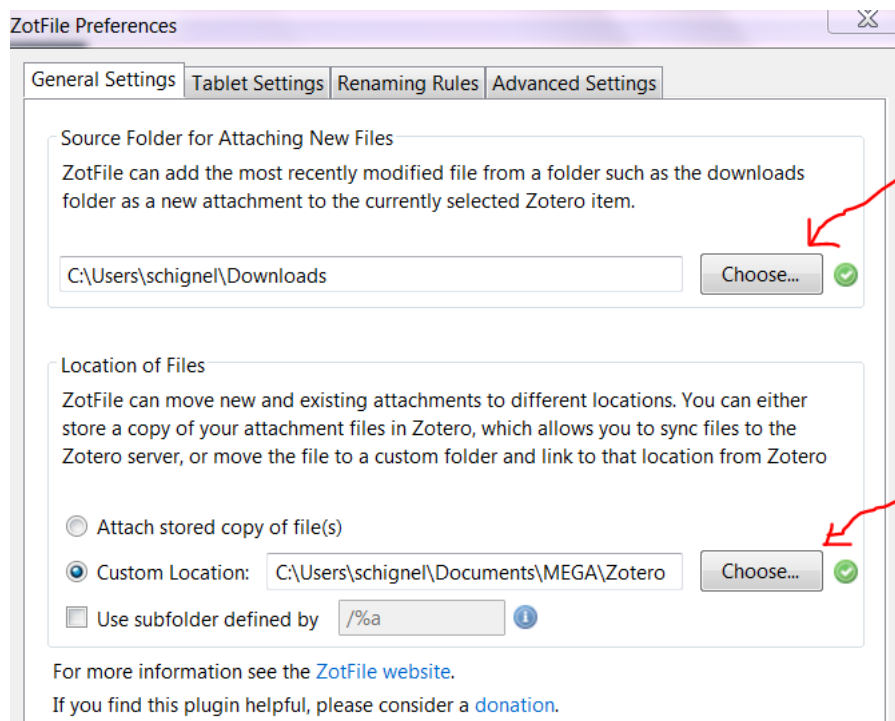 ZotFile Preferences
General Settings Tablet Settings Renaming Rules Advanced Settings
Source Folder for Attaching New Files
ZotFile can add the most recently modified file from a folder such as the downloads
folder as a new attachment to the currently selected Zotero item.
C:\Users\schignel\Downloads Choose...
Location of Files
ZotFile can move new and existing attachments to different locations. You can either
store a copy of your attachment files in Zotero, which allows you to sync files to the
Zotero server, or move the file to a custom folder and link to that location from Zotero
Attach stored copy of file(s)
Custom Location: C:\Users\schignel\Documents\MEGA\Zotero Choose...
Use subfolder defined by /%a
For more information see the ZotFile website.
If you find this plugin helpful, please consider a donation.